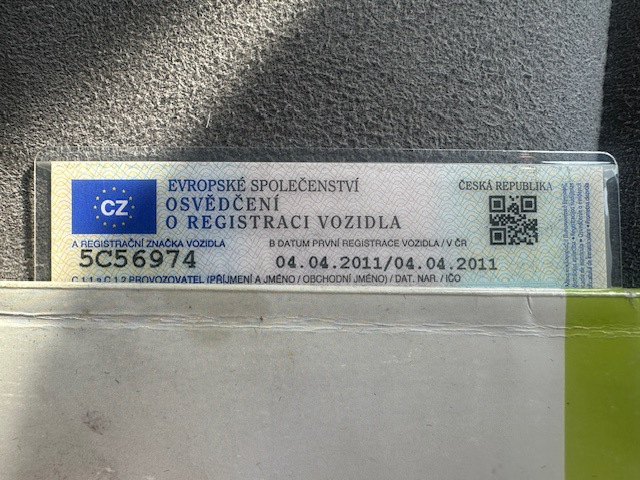 CZ
EVROPSKÉ SPOLEČENSTVÍ
OSVĚDČENÍ
O REGISTRACI VOZIDLA
ČESKÁ REPUBLIKA
A REGISTRAČNÍ ZNAČKA VOZIDLA
B DATUM PRVNÍ REGISTRACE VOZIDLA / V ČR
5C56974
04.04.2011/04.04.2011
C 1 1 a C 1 2 PROVOZOVATEL (PŘÍJMENÍ A JMÉNO / OBCHODNÍ JMÉNO) / DAT. NAR. / IČO